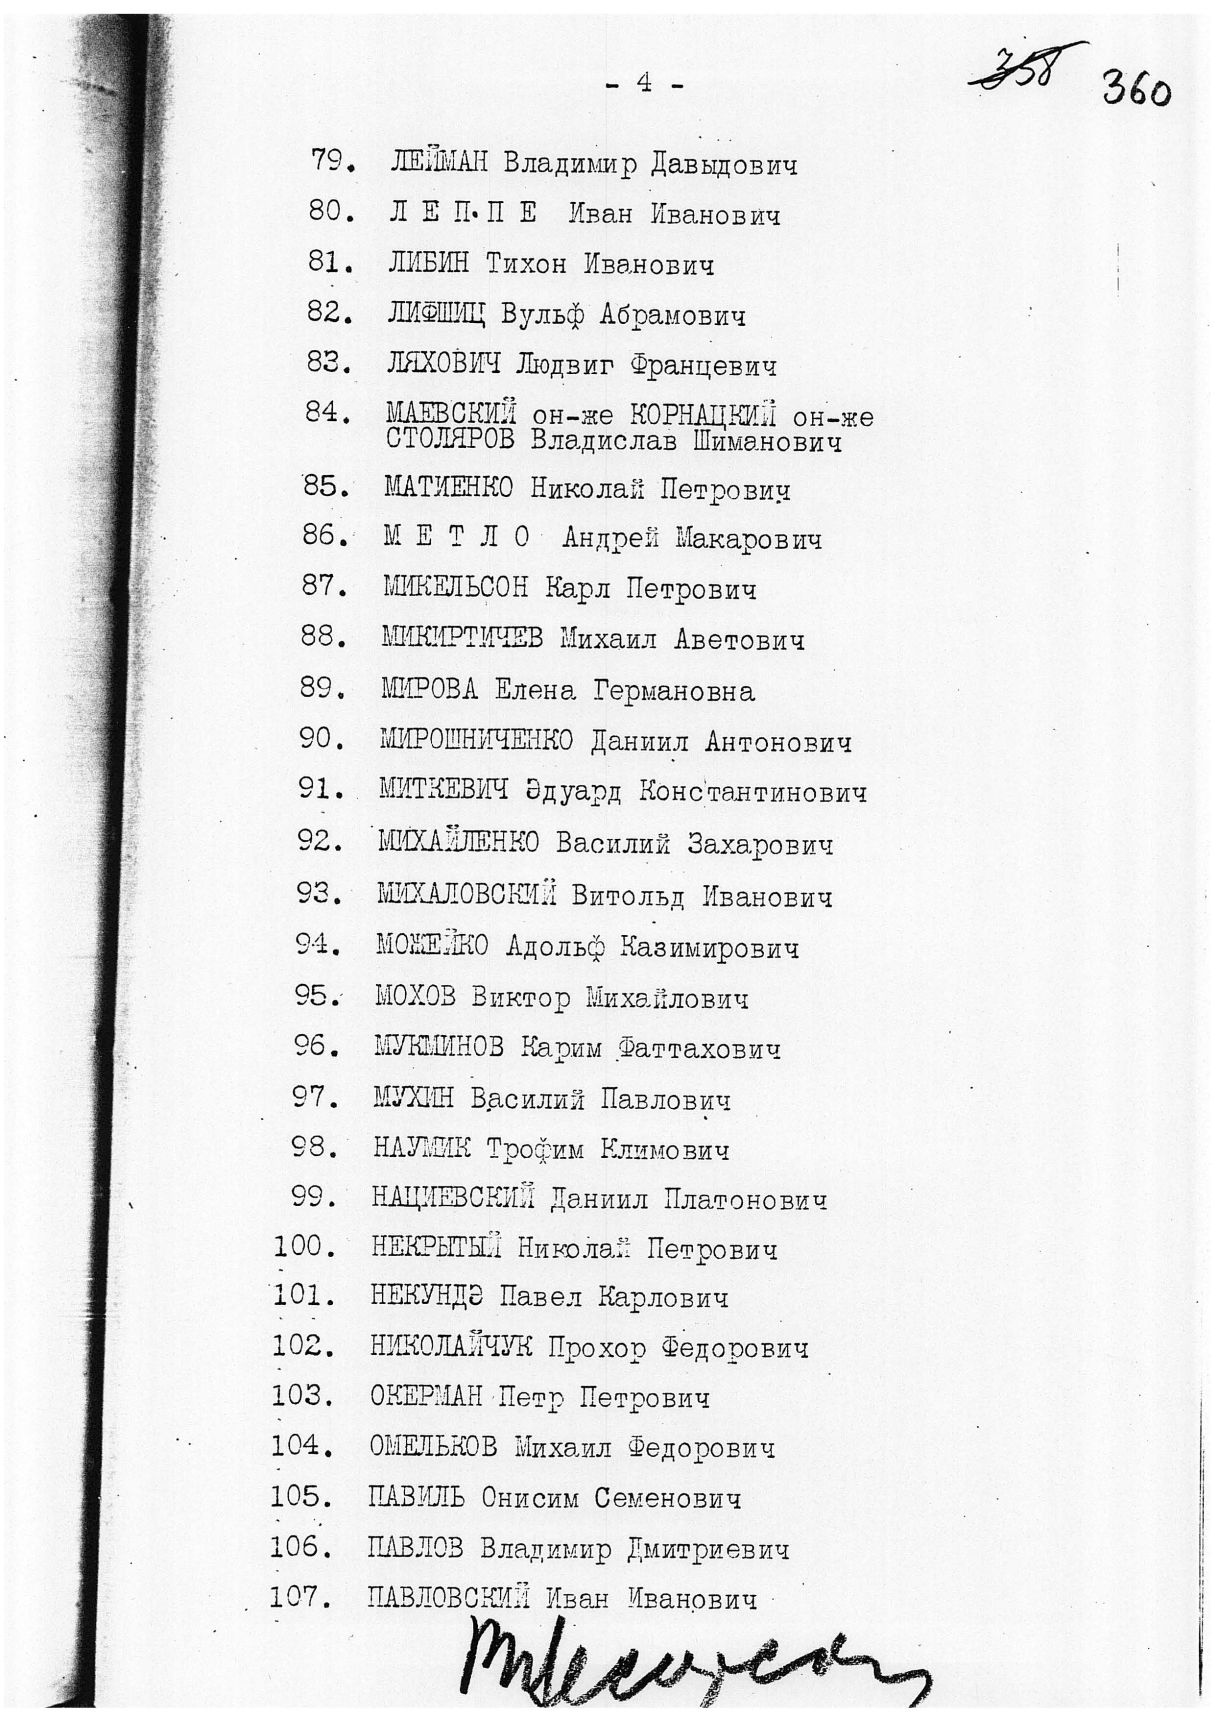 - 4 -
358 360
79. ЛЕЙМАН Владимир Давыдович
80. Л Е П П Е Иван Иванович
81. ЛИБИН Тихон Иванович
82. ЛИФШИЦ Вульф Абрамович
83. ЛЯХОВИЧ Людвиг Францевич
84. МАЕВСКИЙ он-же КОРНАЦКИЙ он-же
СТОЛЯРОВ Владислав Шиманович
85. МАТИЕНКО Николай Петрович
86. М Е Т Л О Андрей Макарович
87. МИКЕЛЬСОН Карл Петрович
88. МИКИРТИЧЕВ Михаил Аветович
89. МИРОВА Елена Германовна
90. МИРОШНИЧЕНКО Даниил Антонович
91. МИТКЕВИЧ Эдуард Константинович
92. МИХАЙЛЕНКО Василий Захарович
93. МИХАЛОВСКИЙ Витольд Иванович
94. МОЖЕЙКО Адольф Казимирович
95. МОХОВ Виктор Михайлович
96. МУКМИНОВ Карим Фаттахович
97. МУХИН Василий Павлович
98. НАУМИК Трофим Климович
99. НАЦИЕВСКИЙ Даниил Платонович
100. НЕКРЫТЫЙ Николай Петрович
101. НЕКУНДЭ Павел Карлович
102. НИКОЛАЙЧУК Прохор Федорович
103. ОКЕРМАН Петр Петрович
104. ОМЕЛЬКОВ Михаил Федорович
105. ПАВИЛЬ Онисим Семенович
106. ПАВЛОВ Владимир Дмитриевич
107. ПАВЛОВСКИЙ Иван Иванович